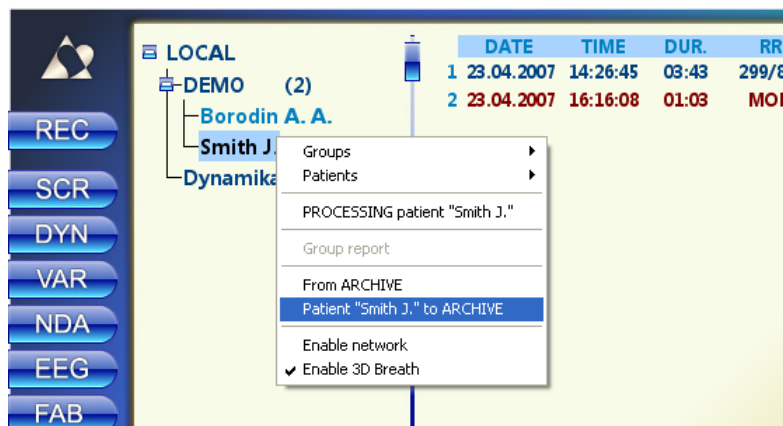 LOCAL
DEMO (2)
Borodin A. A.
Smith J.
Dynamika
DATE TIME DUR. RR
1 23.04.2007 14:26:45 03:43 299/8
2 23.04.2007 16:16:08 01:03
REC
SCR
DYN
VAR
NDA
EEG
FAB
Groups
Patients
PROCESSING patient "Smith J."
Group report
From ARCHIVE
Patient "Smith J." to ARCHIVE
Enable network
Enable 3D Breath